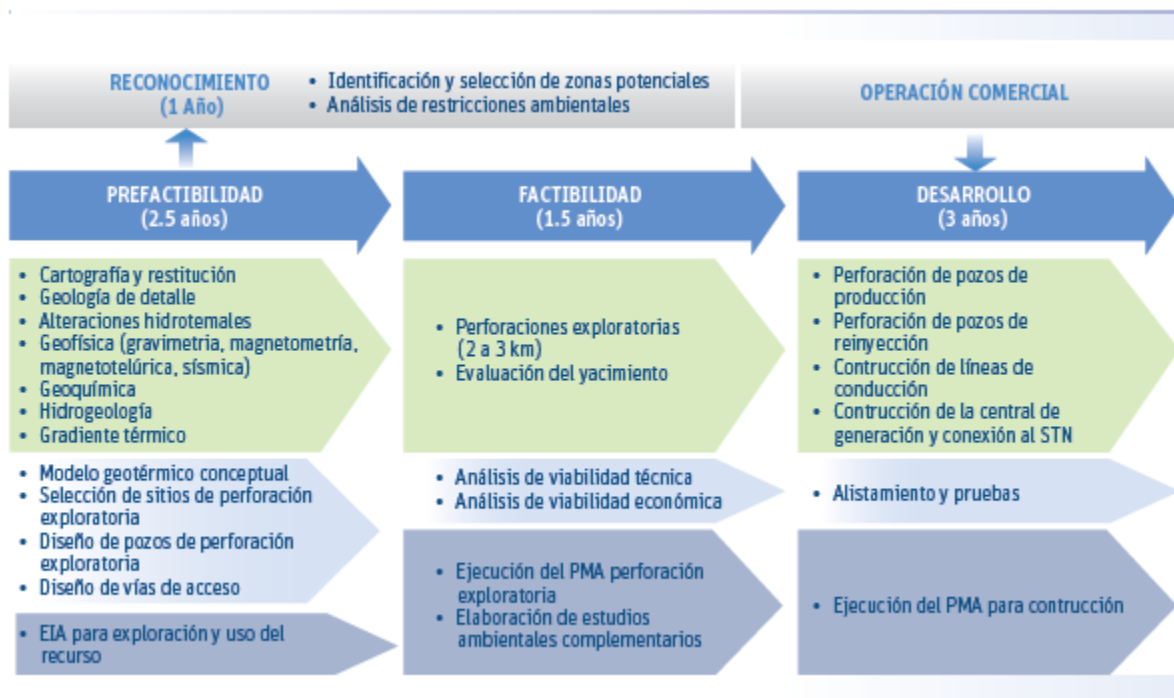 RECONOCIMIENTO
(1 Año)
• Identificación y selección de zonas potenciales
• Análisis de restricciones ambientales
OPERACIÓN COMERCIAL
PREFACTIBILIDAD
(2.5 años)
FACTIBILIDAD
(1.5 años)
DESARROLLO
(3 años)
• Cartografía y restitución
• Geología de detalle
• Alteraciones hidrotemales
• Geofísica (gravimetria, magnetometría,
magnetotelúrica, sísmica)
• Geoquímica
• Hidrogeología
• Gradiente térmico
• Perforaciones exploratorias
(2 a 3 km)
• Evaluación del yacimiento
• Perforación de pozos de
producción
• Perforación de pozos de
reinyección
• Contrucción de líneas de
conducción
• Contrucción de la central de
generación y conexión al STN
• Modelo geotérmico conceptual
• Selección de sitios de perforación
exploratoria
• Diseño de pozos de perforación
exploratoria
• Diseño de vías de acceso
• Análisis de viabilidad técnica
• Análisis de viabilidad económica
• Alistamiento y pruebas
• EIA para exploración y uso del
recurso
• Ejecución del PMA perforación
exploratoria
• Elaboración de estudios
ambientales complementarios
• Ejecución del PMA para contrucción